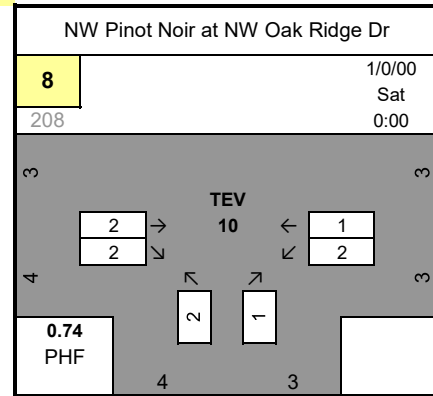 NW Pinot Noir at NW Oak Ridge Dr
8
1/0/00
Sat
208
0:00
3
3
TEV
2 → 10 ← 1
2 ↘ ↙ 2
4
↖ ↗
3
2
1
0.74
PHF
4
3